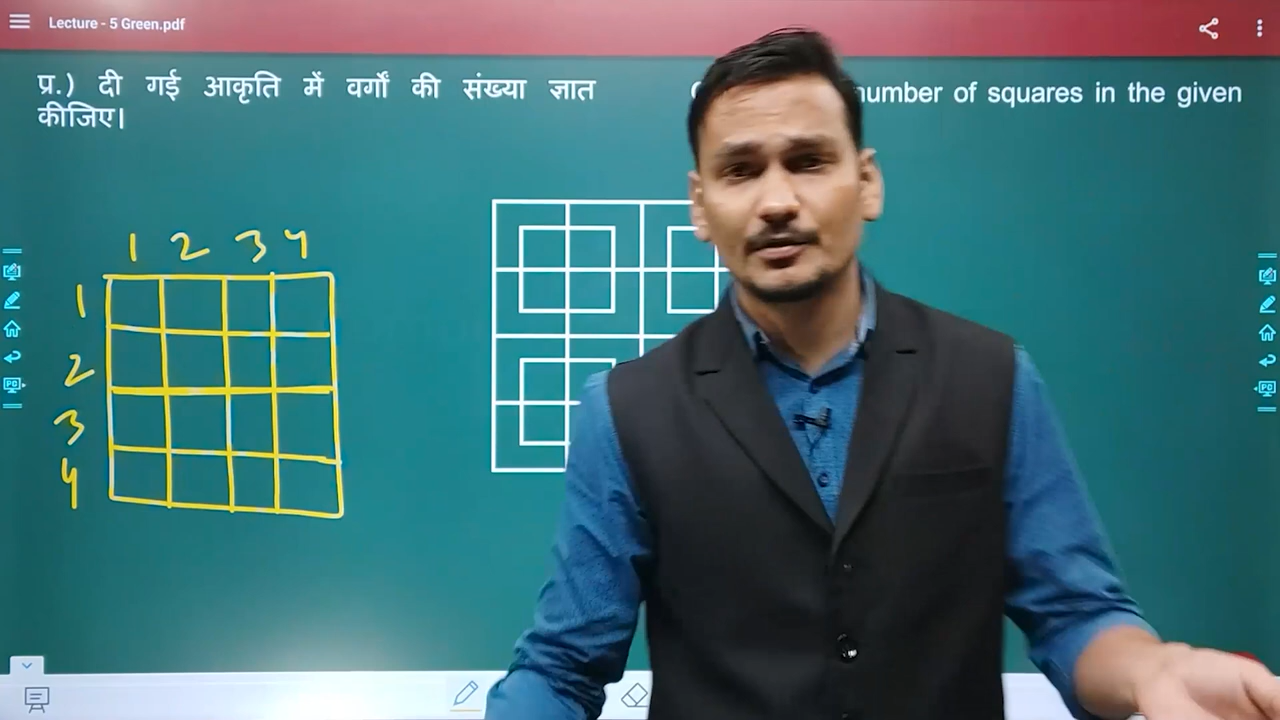 Lecture - 5 Green.pdf
प्र.) दी गई आकृति में वर्गों की संख्या ज्ञात
कीजिए।
number of squares in the given
1 2 3 4
1
2
3
4